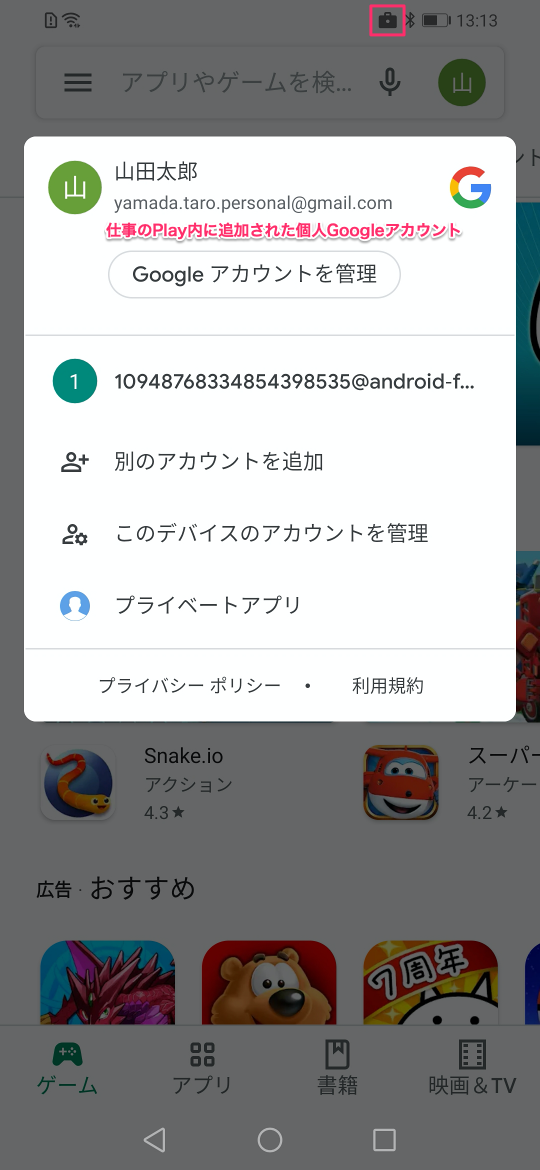 13:13
アプリやゲームを検...
山
山
山田太郎
yamada.taro.personal@gmail.com
仕事のPlay内に追加された個人Googleアカウント
Google アカウントを管理
1
10948768334854398535@android-f...
別のアカウントを追加
このデバイスのアカウントを管理
プライベートアプリ
プライバシー ポリシー • 利用規約
Snake.io
アクション
4.3★
スーパー
アーケー
4.2★
広告・おすすめ
7周年
ゲーム
アプリ
書籍
映画＆TV